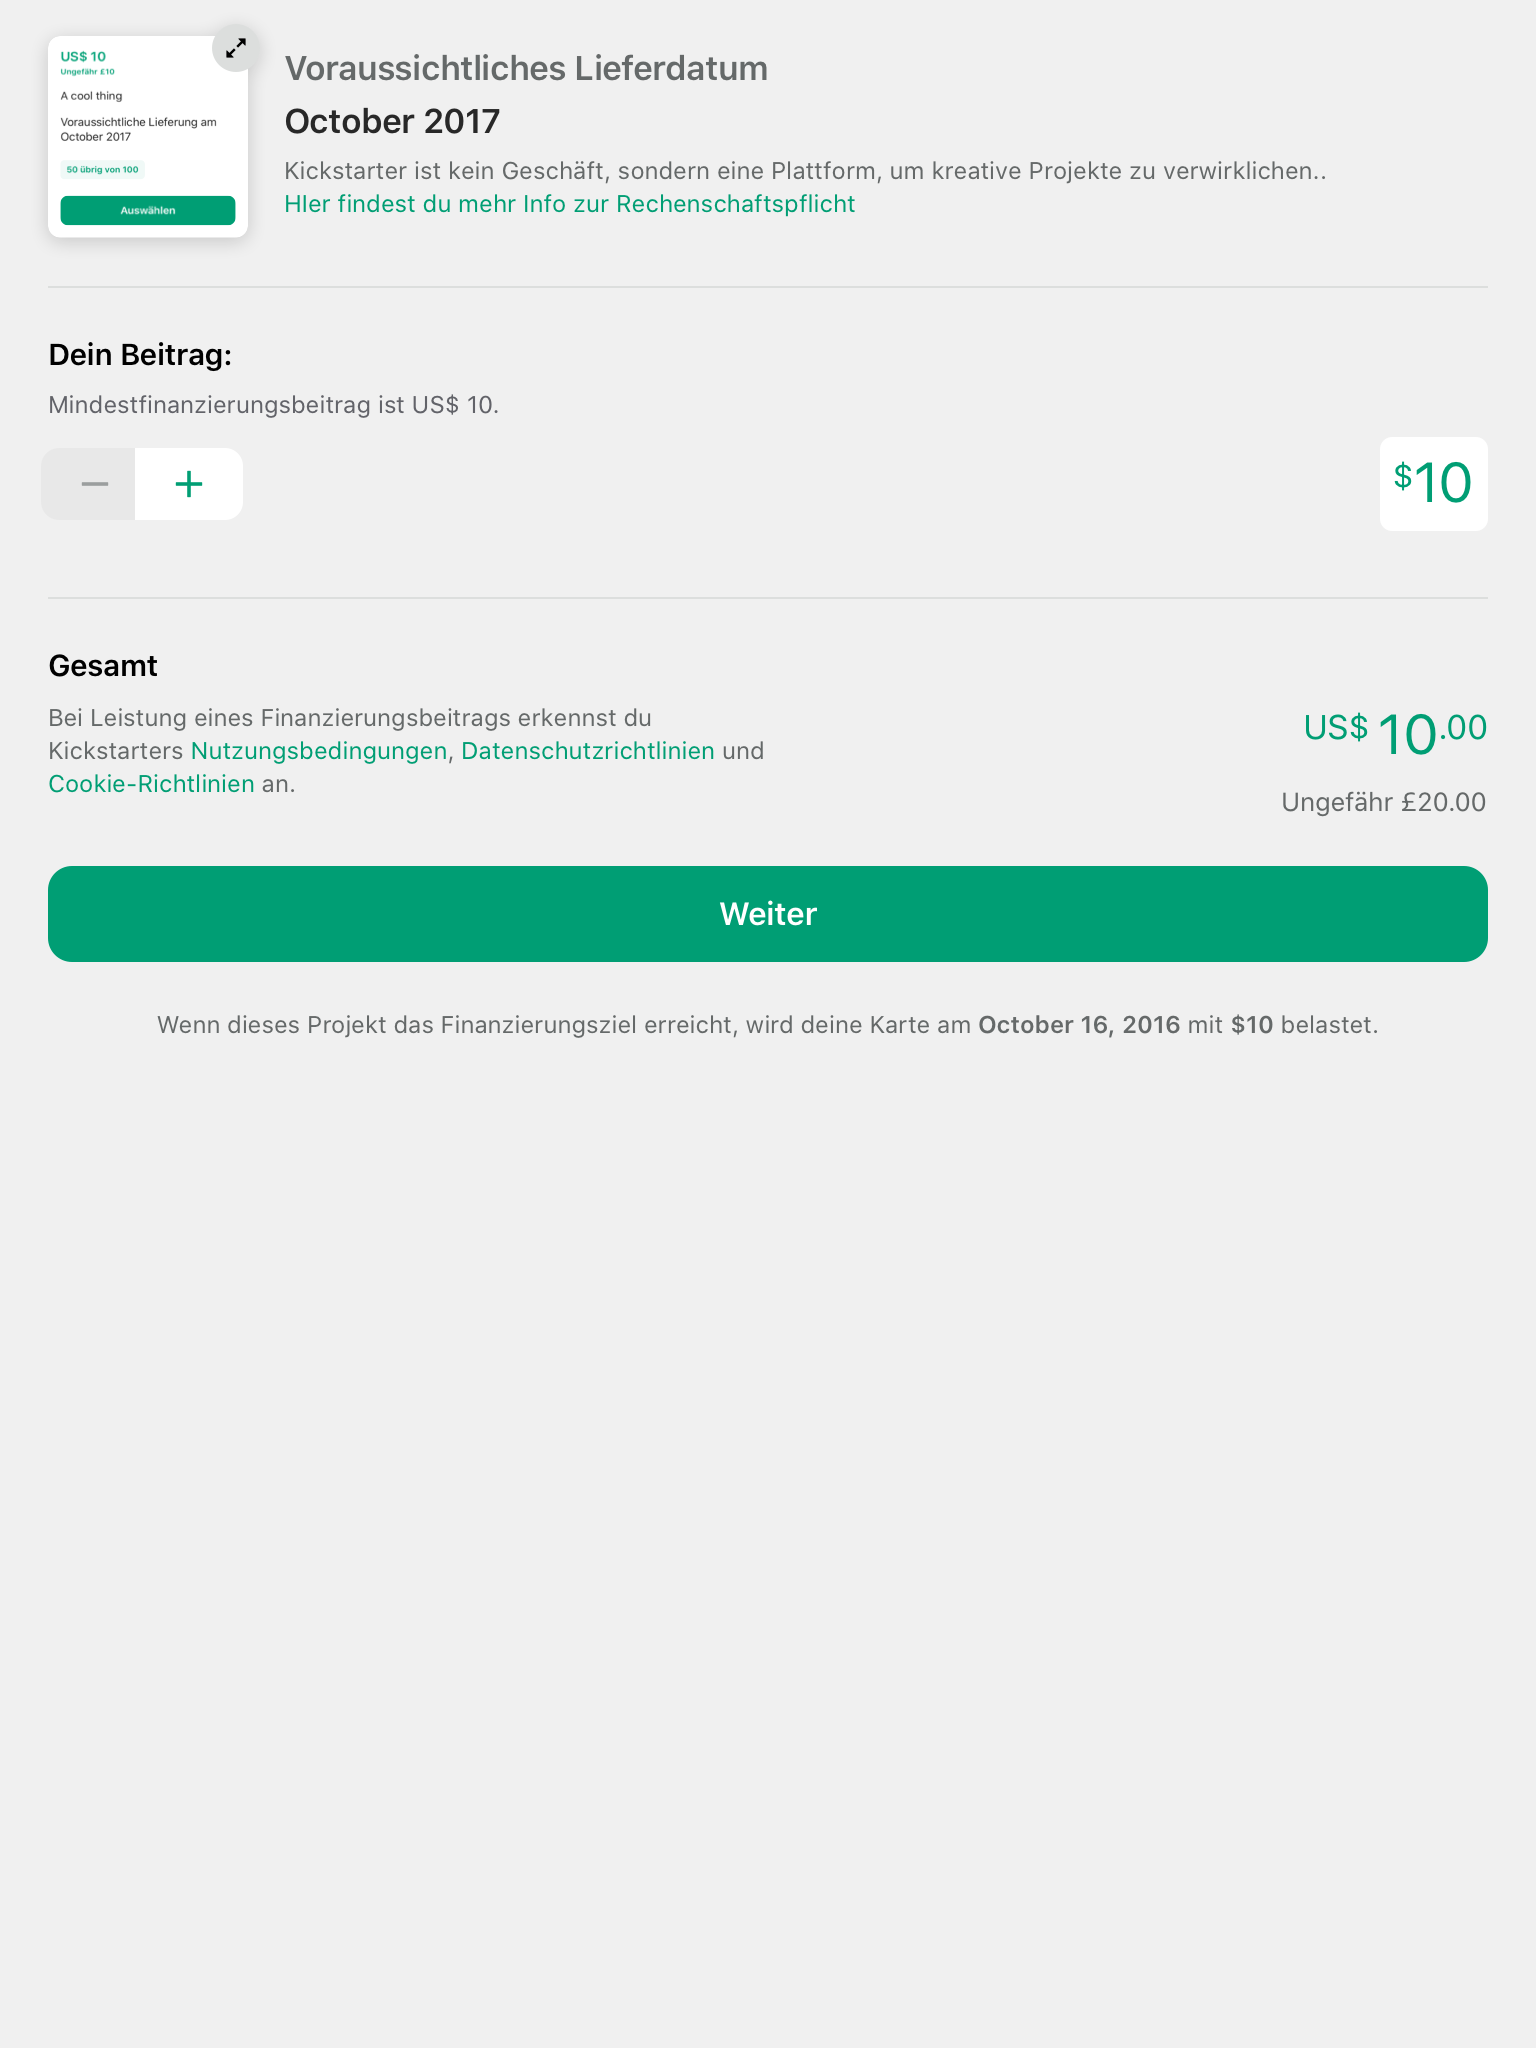 US$ 10
Ungefähr £10
A cool thing
Voraussichtliche Lieferung am
October 2017
50 übrig von 100
Auswählen
Voraussichtliches Lieferdatum
October 2017
Kickstarter ist kein Geschäft, sondern eine Plattform, um kreative Projekte zu verwirklichen..
HIer findest du mehr Info zur Rechenschaftspflicht
Dein Beitrag:
Mindestfinanzierungsbeitrag ist US$ 10.
$10
Gesamt
Bei Leistung eines Finanzierungsbeitrags erkennst du
Kickstarters Nutzungsbedingungen, Datenschutzrichtlinien und
Cookie-Richtlinien an.
US$ 10.00
Ungefähr £20.00
Weiter
Wenn dieses Projekt das Finanzierungsziel erreicht, wird deine Karte am October 16, 2016 mit $10 belastet.